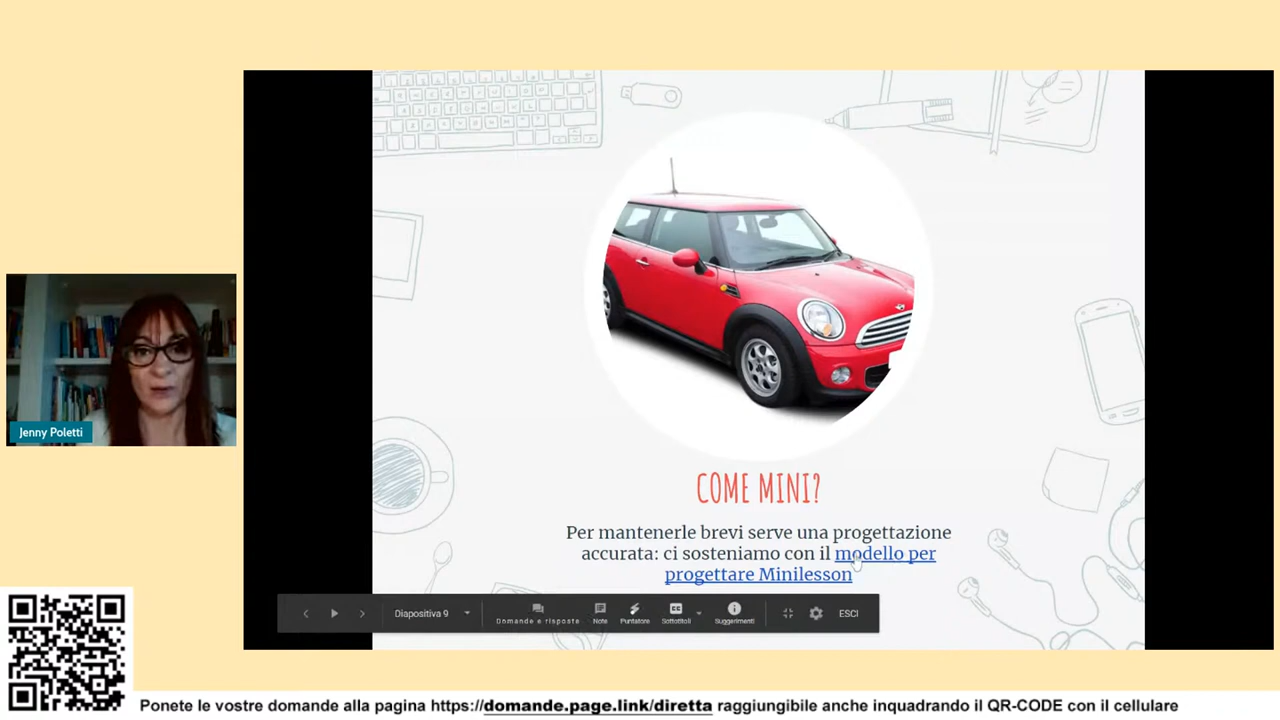 COME MINI?
Per mantenerle brevi serve una progettazione
accurata: ci sosteniamo con il modello per
progettare Minilesson
Jenny Poletti
Diapositiva 9
Domande e risposte
Note
Puntatore
Sottotitoli
Suggerimenti
ESCI
Ponete le vostre domande alla pagina https://domande.page.link/diretta raggiungibile anche inquadrando il QR-CODE con il cellulare